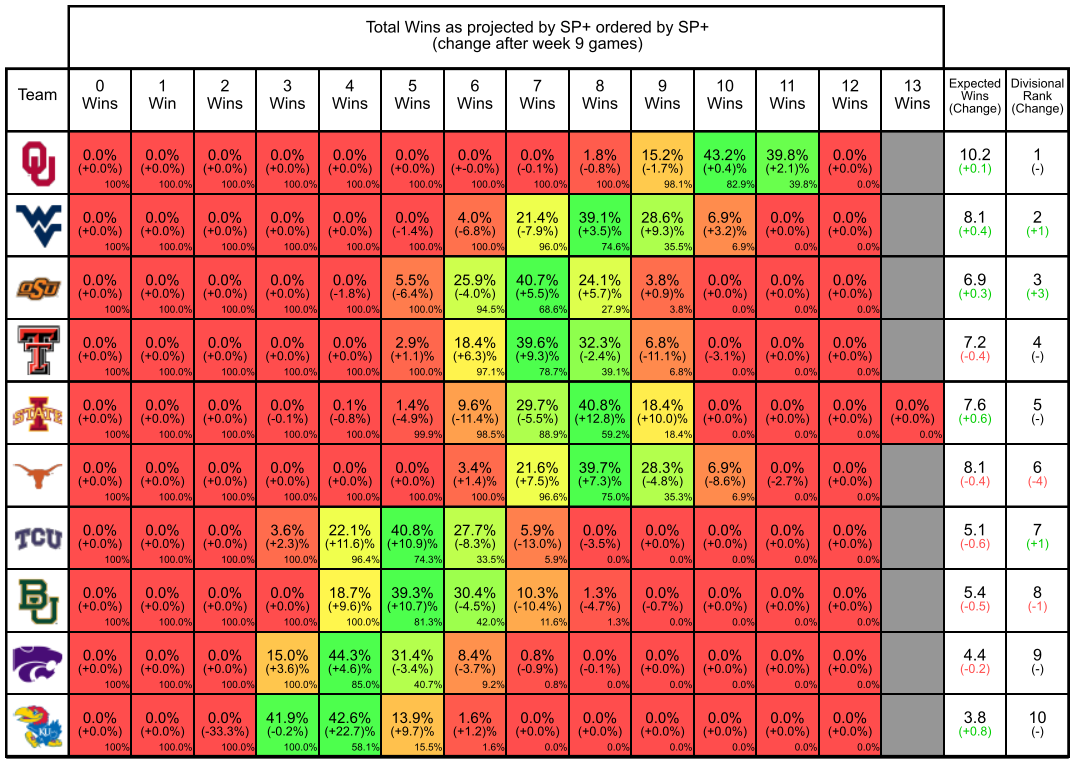 Total Wins as projected by SP+ ordered by SP+
(change after week 9 games)
Team
0 Wins
1 Win
2 Wins
3 Wins
4 Wins
5 Wins
6 Wins
7 Wins
8 Wins
9 Wins
10 Wins
11 Wins
12 Wins
13 Wins
Expected Wins (Change)
Divisional Rank (Change)
OU
0.0% 0.0% 0.0% 0.0% 0.0% 0.0% 0.0% 0.0% 1.8% 15.2% 43.2% 39.8% 0.0% 10.2 1
(+0.0%) (+0.0%) (+0.0%) (+0.0%) (+0.0%) (+0.0%) (+-0.0%) (-0.1%) (-0.8%) (-1.7%) (+0.4)% (+2.1)% (+0.0%) (+0.1) (-)
100% 100.0% 100.0% 100.0% 100.0% 100.0% 100.0% 100.0% 100.0% 98.1% 82.9% 39.8% 0.0%
WV
0.0% 0.0% 0.0% 0.0% 0.0% 0.0% 4.0% 21.4% 39.1% 28.6% 6.9% 0.0% 0.0% 8.1 2
(+0.0%) (+0.0%) (+0.0%) (+0.0%) (+0.0%) (-1.4%) (-6.8%) (-7.9%) (+3.5)% (+9.3)% (+3.2)% (+0.0%) (+0.0%) (+0.4) (+1)
100% 100.0% 100.0% 100.0% 100.0% 100.0% 100.0% 96.0% 74.6% 35.5% 6.9% 0.0% 0.0%
OSU
0.0% 0.0% 0.0% 0.0% 0.0% 5.5% 25.9% 40.7% 24.1% 3.8% 0.0% 0.0% 0.0% 6.9 3
(+0.0%) (+0.0%) (+0.0%) (+0.0%) (-1.8%) (-6.4%) (-4.0%) (+5.5)% (+5.7)% (+0.9)% (+0.0%) (+0.0%) (+0.0%) (+0.3) (+3)
100% 100.0% 100.0% 100.0% 100.0% 100.0% 94.5% 68.6% 27.9% 3.8% 0.0% 0.0% 0.0%
T
0.0% 0.0% 0.0% 0.0% 0.0% 2.9% 18.4% 39.6% 32.3% 6.8% 0.0% 0.0% 0.0% 7.2 4
(+0.0%) (+0.0%) (+0.0%) (+0.0%) (+0.0%) (+1.1)% (+6.3)% (+9.3)% (-2.4%) (-11.1%) (-3.1%) (+0.0%) (+0.0%) (-0.4) (-)
100% 100.0% 100.0% 100.0% 100.0% 100.0% 97.1% 78.7% 39.1% 6.8% 0.0% 0.0% 0.0%
I STATE
0.0% 0.0% 0.0% 0.0% 0.1% 1.4% 9.6% 29.7% 40.8% 18.4% 0.0% 0.0% 0.0% 0.0% 7.6 5
(+0.0%) (+0.0%) (+0.0%) (-0.1%) (-0.8%) (-4.9%) (-11.4%) (-5.5%) (+12.8)% (+10.0)% (+0.0%) (+0.0%) (+0.0%) (+0.0%) (+0.6) (-)
100% 100.0% 100.0% 100.0% 100.0% 99.9% 98.5% 88.9% 59.2% 18.4% 0.0% 0.0% 0.0% 0.0%
0.0% 0.0% 0.0% 0.0% 0.0% 0.0% 3.4% 21.6% 39.7% 28.3% 6.9% 0.0% 0.0% 8.1 6
(+0.0%) (+0.0%) (+0.0%) (+0.0%) (+0.0%) (+0.0%) (+1.4)% (+7.5)% (+7.3)% (-4.8%) (-8.6%) (-2.7%) (+0.0%) (-0.4) (-4)
100% 100.0% 100.0% 100.0% 100.0% 100.0% 100.0% 96.6% 75.0% 35.3% 6.9% 0.0% 0.0%
TCU
0.0% 0.0% 0.0% 3.6% 22.1% 40.8% 27.7% 5.9% 0.0% 0.0% 0.0% 0.0% 0.0% 5.1 7
(+0.0%) (+0.0%) (+0.0%) (+2.3)% (+11.6)% (+10.9)% (-8.3%) (-13.0%) (-3.5%) (+0.0%) (+0.0%) (+0.0%) (+0.0%) (-0.6) (+1)
100% 100.0% 100.0% 100.0% 96.4% 74.3% 33.5% 5.9% 0.0% 0.0% 0.0% 0.0% 0.0%
BU
0.0% 0.0% 0.0% 0.0% 18.7% 39.3% 30.4% 10.3% 1.3% 0.0% 0.0% 0.0% 0.0% 5.4 8
(+0.0%) (+0.0%) (+0.0%) (+0.0%) (+9.6)% (+10.7)% (-4.5%) (-10.4%) (-4.7%) (-0.7%) (+0.0%) (+0.0%) (+0.0%) (-0.5) (-1)
100% 100.0% 100.0% 100.0% 100.0% 81.3% 42.0% 11.6% 1.3% 0.0% 0.0% 0.0% 0.0%
0.0% 0.0% 0.0% 15.0% 44.3% 31.4% 8.4% 0.8% 0.0% 0.0% 0.0% 0.0% 0.0% 4.4 9
(+0.0%) (+0.0%) (+0.0%) (+3.6)% (+4.6)% (-3.4%) (-3.7%) (-0.9%) (-0.1%) (+0.0%) (+0.0%) (+0.0%) (+0.0%) (-0.2) (-)
100% 100.0% 100.0% 100.0% 85.0% 40.7% 9.2% 0.8% 0.0% 0.0% 0.0% 0.0% 0.0%
KU
0.0% 0.0% 0.0% 41.9% 42.6% 13.9% 1.6% 0.0% 0.0% 0.0% 0.0% 0.0% 0.0% 3.8 10
(+0.0%) (+0.0%) (-33.3%) (-0.2%) (+22.7)% (+9.7)% (+1.2)% (+0.0%) (+0.0%) (+0.0%) (+0.0%) (+0.0%) (+0.0%) (+0.8) (-)
100% 100.0% 100.0% 100.0% 58.1% 15.5% 1.6% 0.0% 0.0% 0.0% 0.0% 0.0% 0.0%